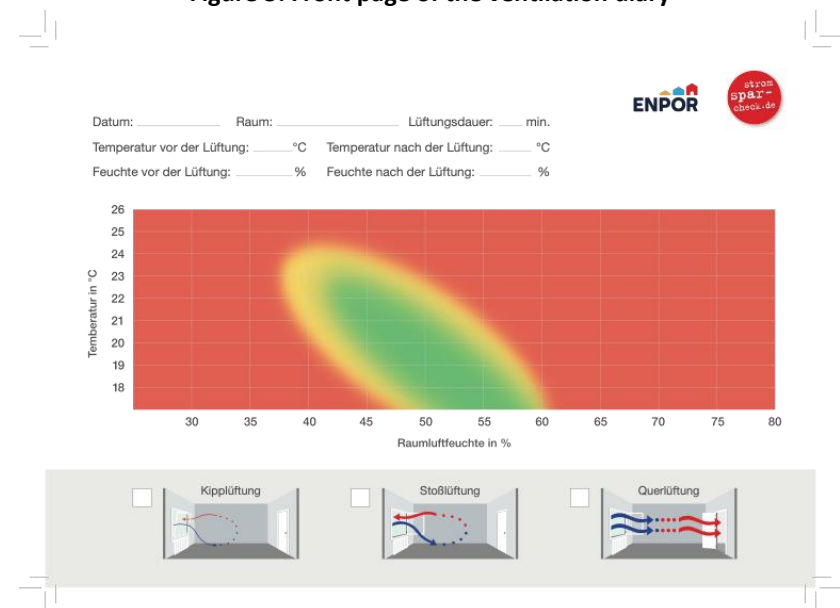 Datum: Raum: Lüftungsdauer: min.
Temperatur vor der Lüftung: °C Temperatur nach der Lüftung: °C
Feuchte vor der Lüftung: % Feuchte nach der Lüftung: %
ENPOR
strom
spar-
check.de
26
25
24
23
22
21
20
19
18
Temberatur in °C
30 35 40 45 50 55 60 65 70 75 80
Raumluftfeuchte in %
Kipplüftung Stoßlüftung Querlüftung